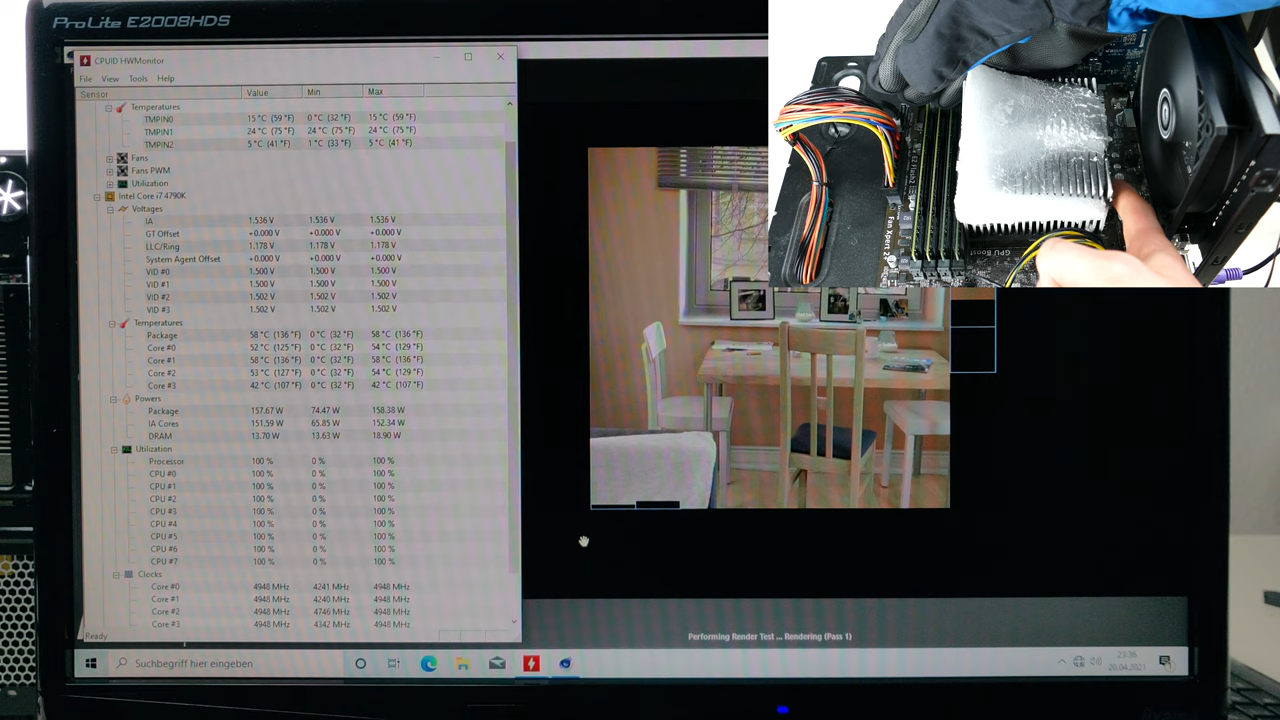 ProLite E2008HDS
CPUID HWMonitor
File View Tools Help
Sensor Value Min Max
Temperatures
TMPIN0 15 °C (59 °F) 0 °C (32 °F) 15 °C (59 °F)
TMPIN1 24 °C (75 °F) 24 °C (75 °F) 24 °C (75 °F)
TMPIN2 5 °C (41 °F) 1 °C (33 °F) 5 °C (41 °F)
Fans
Fans PWM
Utilization
Intel Core i7 4790K
Voltages
IA 1.536 V 1.536 V 1.536 V
GT Offset +0.000 V +0.000 V +0.000 V
LLC/Ring 1.178 V 1.178 V 1.178 V
System Agent Offset +0.000 V +0.000 V +0.000 V
VID #0 1.500 V 1.500 V 1.500 V
VID #1 1.500 V 1.500 V 1.500 V
VID #2 1.502 V 1.502 V 1.502 V
VID #3 1.502 V 1.502 V 1.502 V
Temperatures
Package 58 °C (136 °F) 0 °C (32 °F) 58 °C (136 °F)
Core #0 52 °C (125 °F) 0 °C (32 °F) 54 °C (129 °F)
Core #1 58 °C (136 °F) 0 °C (32 °F) 58 °C (136 °F)
Core #2 53 °C (127 °F) 0 °C (32 °F) 54 °C (129 °F)
Core #3 42 °C (107 °F) 0 °C (32 °F) 42 °C (107 °F)
Powers
Package 157.67 W 74.47 W 158.38 W
IA Cores 151.59 W 65.85 W 152.34 W
DRAM 13.70 W 13.63 W 18.90 W
Utilization
Processor 100 % 0 % 100 %
CPU #0 100 % 0 % 100 %
CPU #1 100 % 0 % 100 %
CPU #2 100 % 0 % 100 %
CPU #3 100 % 0 % 100 %
CPU #4 100 % 0 % 100 %
CPU #5 100 % 0 % 100 %
CPU #6 100 % 0 % 100 %
CPU #7 100 % 0 % 100 %
Clocks
Core #0 4948 MHz 4241 MHz 4948 MHz
Core #1 4948 MHz 4240 MHz 4948 MHz
Core #2 4948 MHz 4746 MHz 4948 MHz
Core #3 4948 MHz 4342 MHz 4948 MHz
Ready
Performing Render Test ... Rendering (Pass 1)
Suchbegriff hier eingeben
23:36
20.04.2021
EZ Flash 2
Fan Xpert 2
GPU Boost